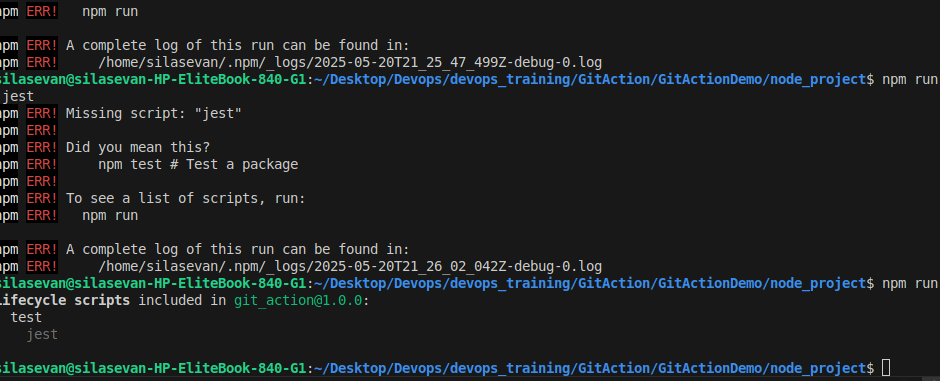 npm ERR!   npm run
npm ERR! A complete log of this run can be found in:
npm ERR!     /home/silasevan/.npm/_logs/2025-05-20T21_25_47_499Z-debug-0.log
silasevan@silasevan-HP-EliteBook-840-G1:~/Desktop/Devops/devops_training/GitAction/GitActionDemo/node_project$ npm run
jest
npm ERR! Missing script: "jest"
npm ERR!
npm ERR! Did you mean this?
npm ERR!     npm test # Test a package
npm ERR!
npm ERR! To see a list of scripts, run:
npm ERR!   npm run
npm ERR! A complete log of this run can be found in:
npm ERR!     /home/silasevan/.npm/_logs/2025-05-20T21_26_02_042Z-debug-0.log
silasevan@silasevan-HP-EliteBook-840-G1:~/Desktop/Devops/devops_training/GitAction/GitActionDemo/node_project$ npm run
Lifecycle scripts included in git_action@1.0.0:
  test
    jest
silasevan@silasevan-HP-EliteBook-840-G1:~/Desktop/Devops/devops_training/GitAction/GitActionDemo/node_project$